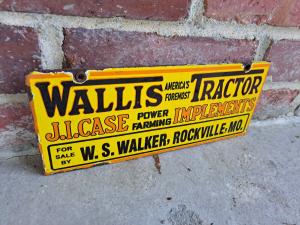 WALLIS AMERICA'S FOREMOST TRACTOR
J.I.CASE POWER FARMING IMPLEMENTS
FOR SALE BY W. S. WALKER, ROCKVILLE, MO.